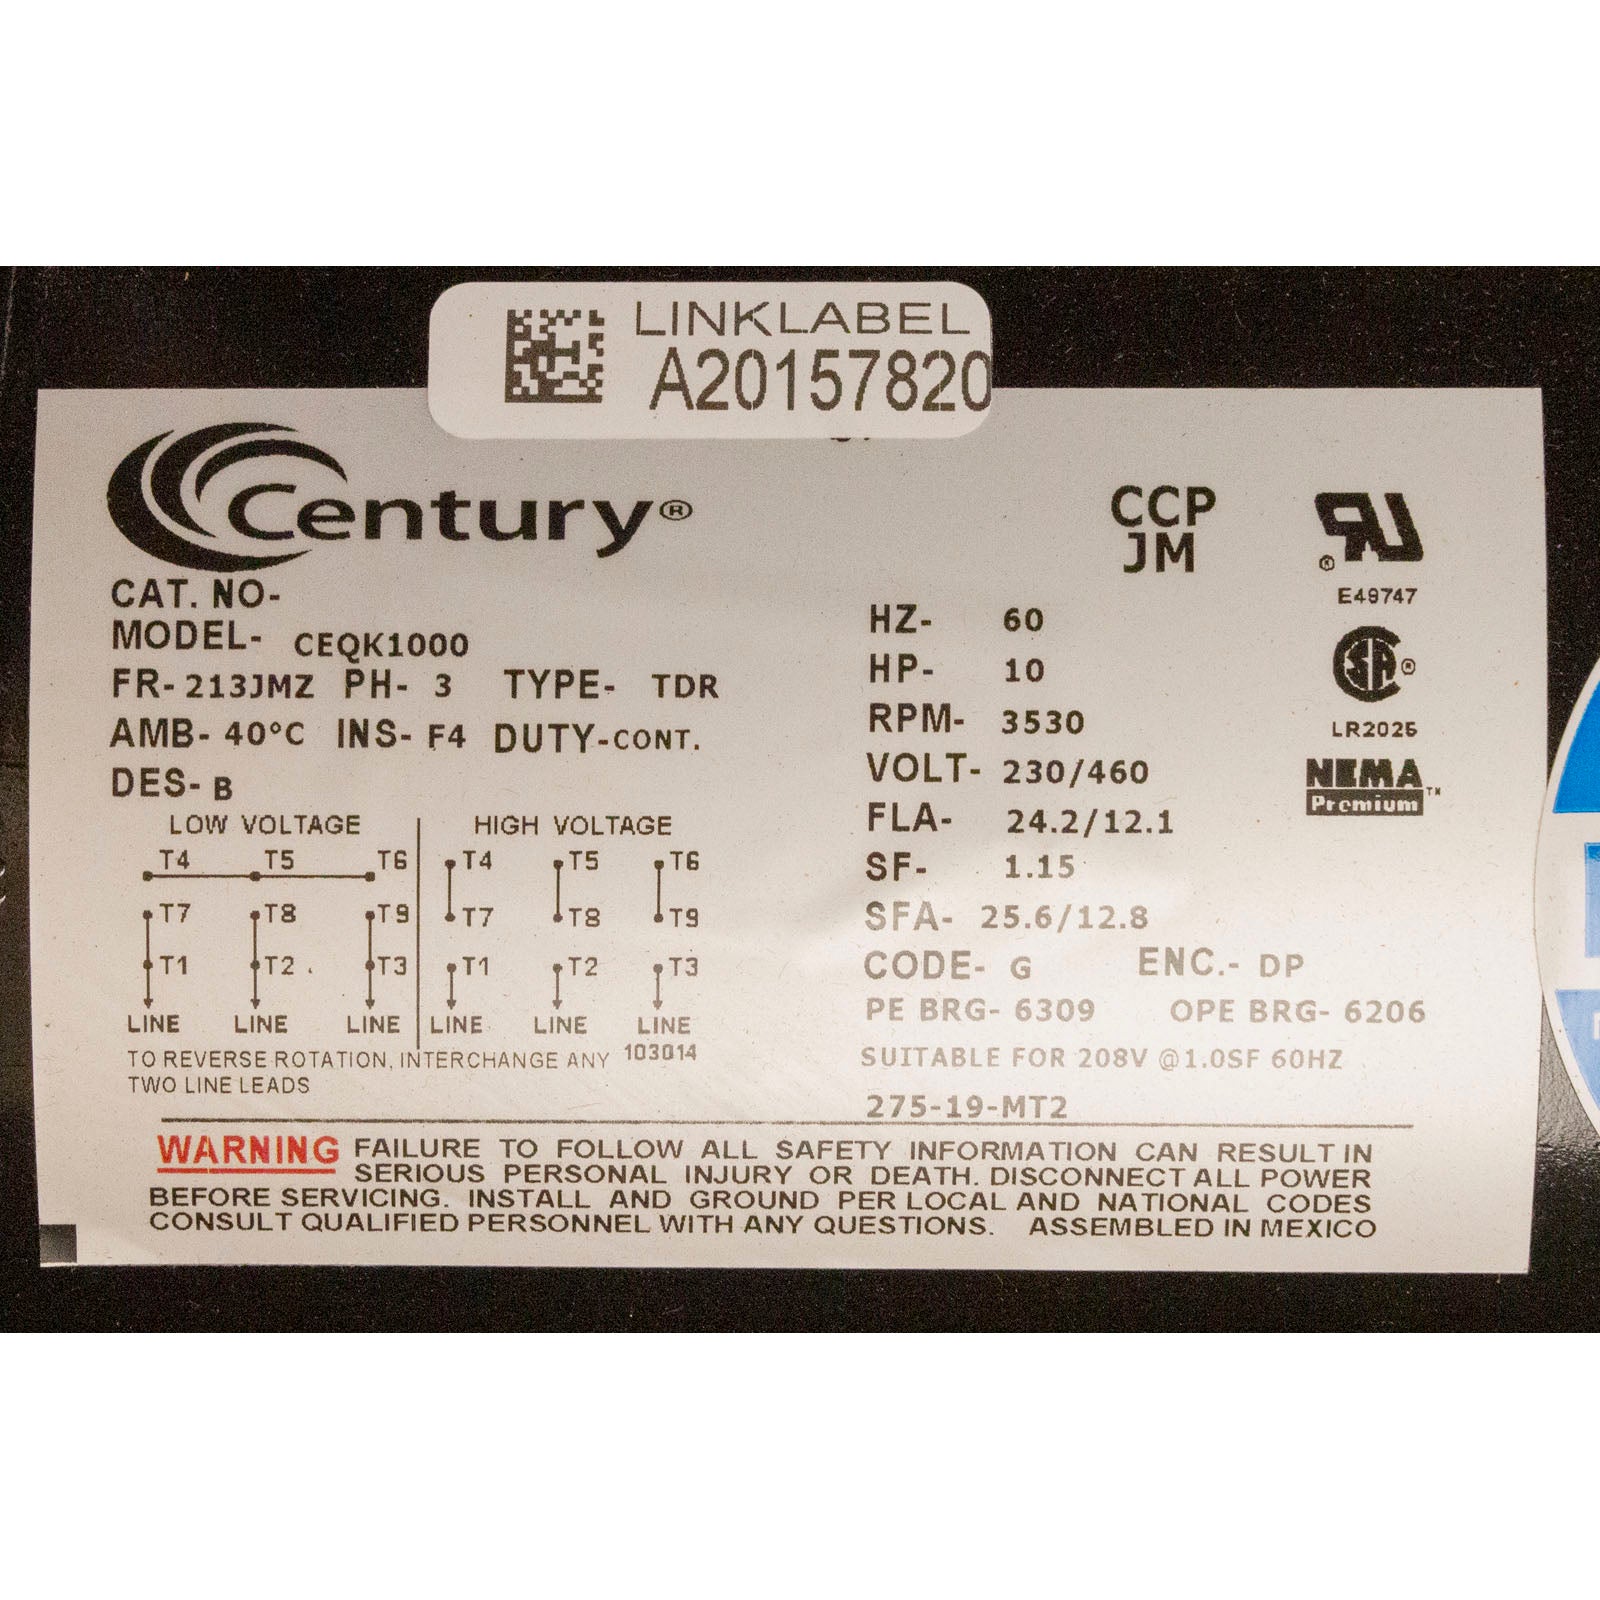 LINKLABEL
A20157820
Century®
CCP
JM
®
E49747
CAT. NO-
MODEL- CEQK1000
FR- 213JMZ PH- 3 TYPE- TDR
AMB- 40°C INS- F4 DUTY-CONT.
DES- B
LOW VOLTAGE HIGH VOLTAGE
T4 T5 T6 T4 T5 T6
T7 T8 T9 T7 T8 T9
T1 T2 . T3 T1 T2 T3
LINE LINE LINE LINE LINE LINE
TO REVERSE ROTATION, INTERCHANGE ANY 103014
TWO LINE LEADS
HZ- 60
HP- 10
RPM- 3530
VOLT- 230/460
FLA- 24.2/12.1
SF- 1.15
SFA- 25.6/12.8
CODE- G ENC.- DP
PE BRG- 6309 OPE BRG- 6206
SUITABLE FOR 208V @1.0SF 60HZ
275-19-MT2
SA ®
LR2025
NEMA
Premium™
WARNING FAILURE TO FOLLOW ALL SAFETY INFORMATION CAN RESULT IN
SERIOUS PERSONAL INJURY OR DEATH. DISCONNECT ALL POWER
BEFORE SERVICING. INSTALL AND GROUND PER LOCAL AND NATIONAL CODES
CONSULT QUALIFIED PERSONNEL WITH ANY QUESTIONS. ASSEMBLED IN MEXICO